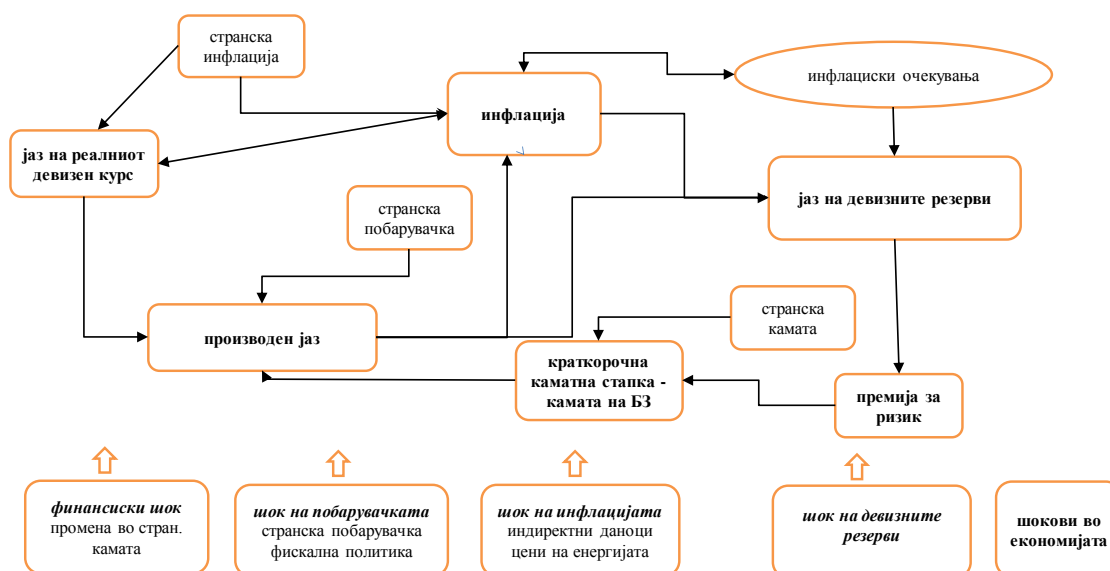 странска
инфлација
инфлациски очекувања
инфлација
јаз на реалниот
девизен курс
јаз на девизните резерви
странска
побарувачка
странска
камата
производен јаз
краткорочна
каматна стапка -
камата на БЗ
премија за
ризик
финансиски шок
промена во стран.
камата
шок на побарувачката
странска побарувачка
фискална политика
шок на инфлацијата
индиректни даноци
цени на енергијата
шок на девизните
резерви
шокови во
економијата